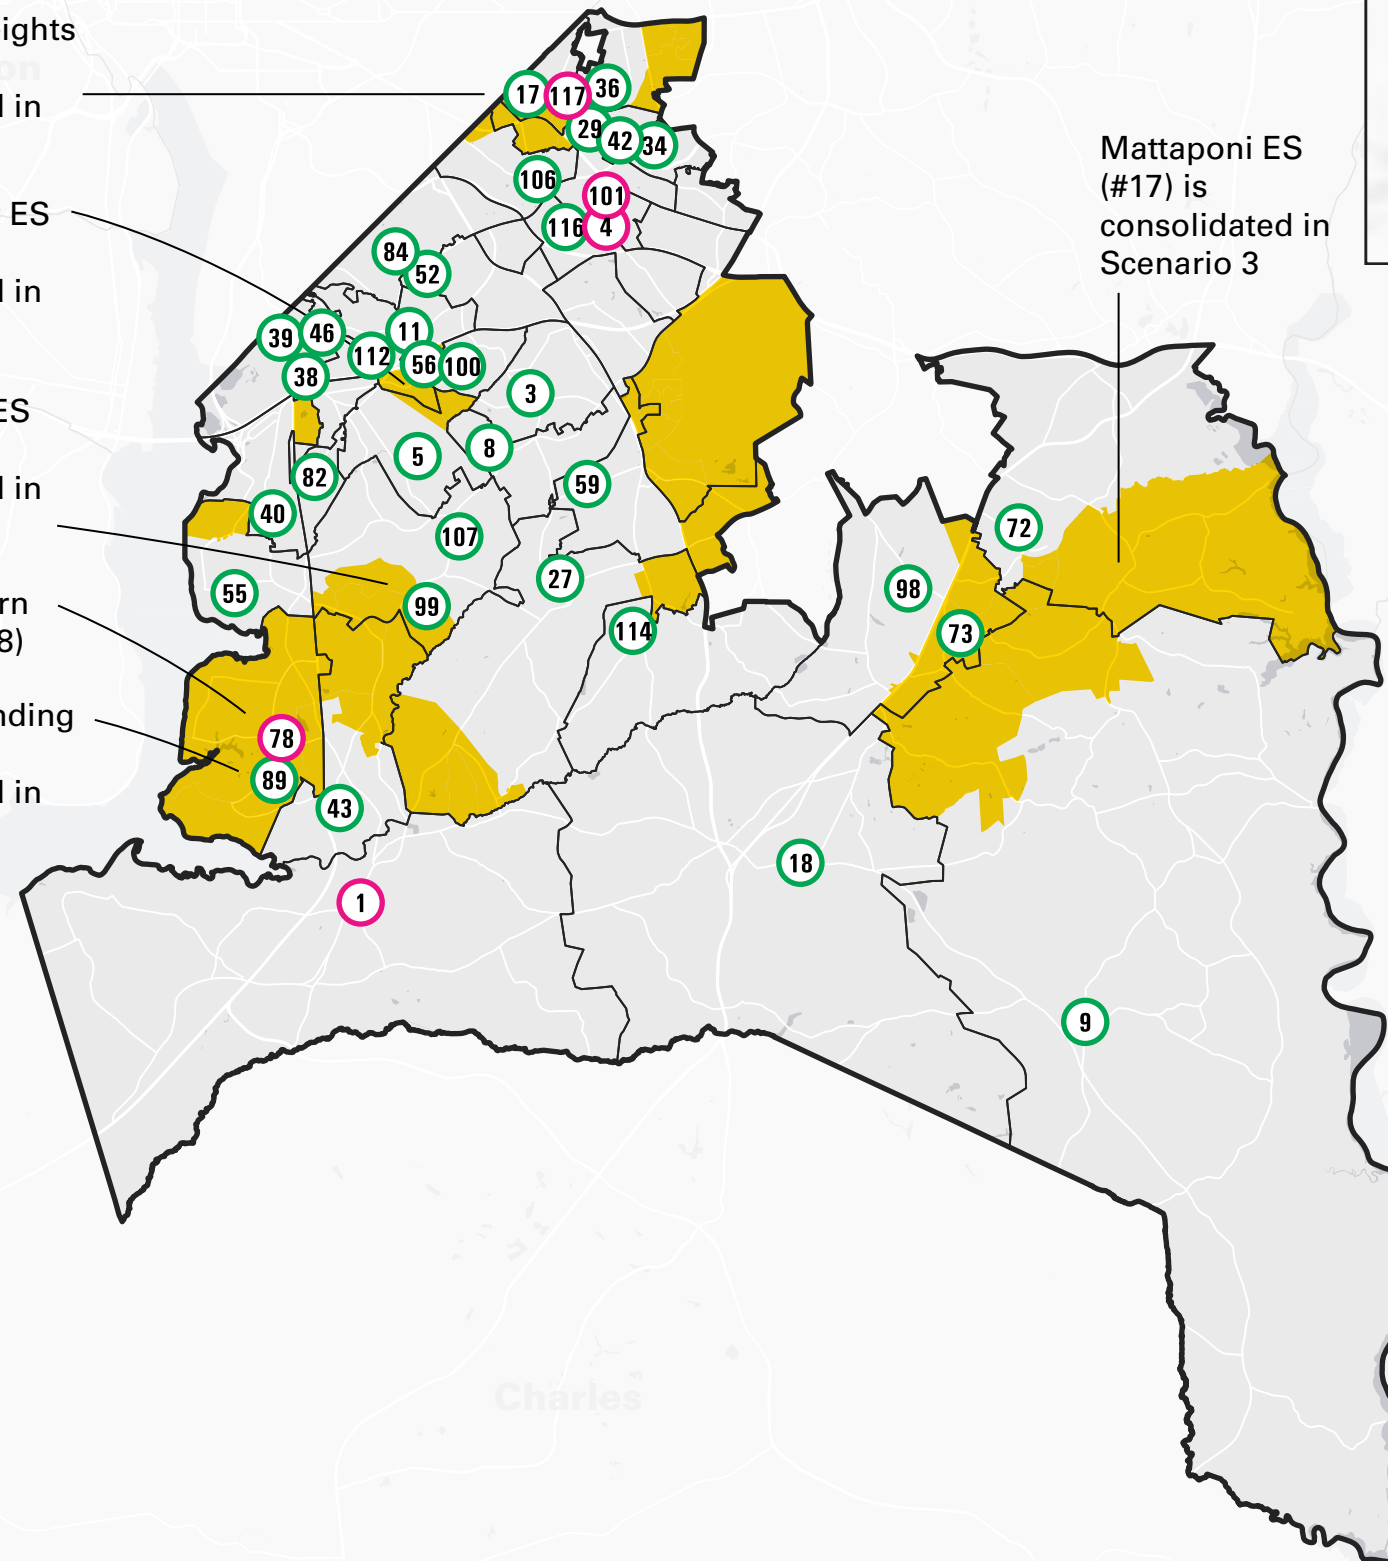 ights
on
l in
ES
l in
ES
l in
rn
8)
nding
l in
Mattaponi ES
(#17) is
consolidated in
Scenario 3
17
117
36
29
42
34
106
101
116
4
84
52
39
46
11
112
56
100
38
3
8
5
82
59
40
107
72
27
98
55
99
114
73
78
89
43
18
1
9
Charles